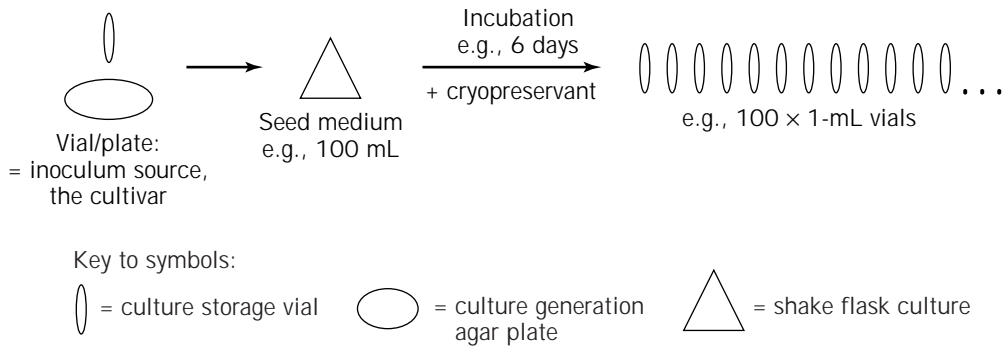 Vial/plate:
= inoculum source,
the cultivar
Seed medium
e.g., 100 mL
Incubation
e.g., 6 days
+ cryopreservant
. . .
e.g., 100 × 1-mL vials
Key to symbols:
= culture storage vial
= culture generation
agar plate
= shake flask culture